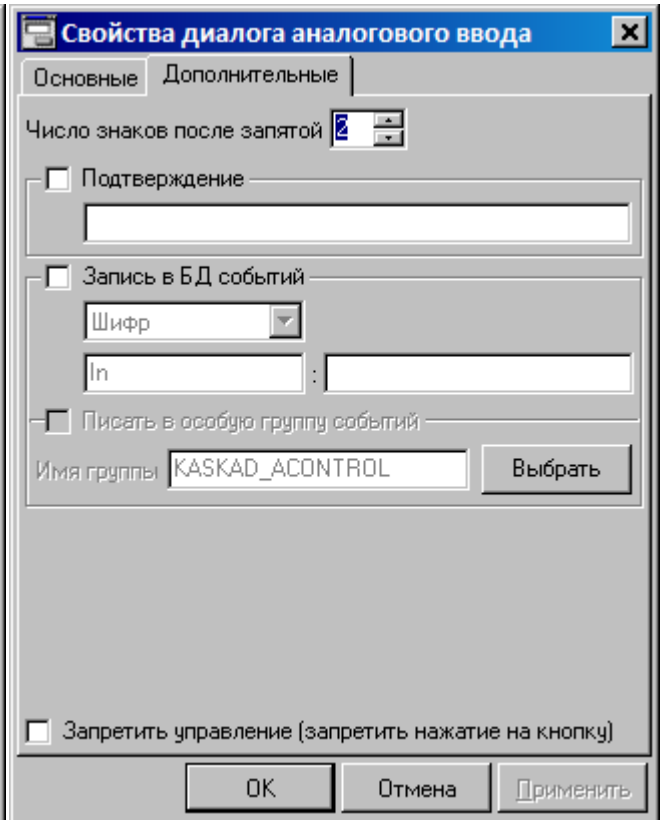 Свойства диалога аналогового ввода
Основные Дополнительные
Число знаков после запятой 2
Подтверждение
Запись в БД событий
Шифр
In :
Писать в особую группу событий
Имя группы KASKAD_ACONTROL Выбрать
Запретить управление (запретить нажатие на кнопку)
OK Отмена Применить